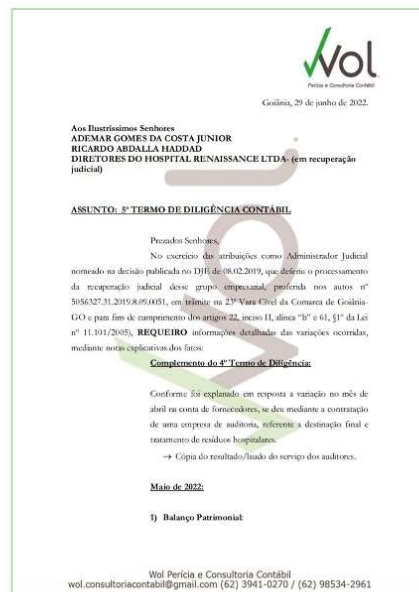 Wol
Perícia e Consultoria Contábil
Goiânia, 29 de junho de 2022.
Aos Ilustríssimos Senhores
ADEMAR GOMES DA COSTA JUNIOR
RICARDO ABDALLA HADDAD
DIRETORES DO HOSPITAL RENAISSANCE LTDA- (em recuperação
judicial)
ASSUNTO: 5º TERMO DE DILIGÊNCIA CONTÁBIL
Prezados Senhores,
No exercício das atribuições como Administrador Judicial
nomeado na decisão publicada no DJE de 08.02.2019, que deferiu o processamento
da recuperação judicial desse grupo empresarial, proferida nos autos nº
5056327.31.2019.8.09.0051, em trâmite na 23ª Vara Cível da Comarca de Goiânia-
GO e para fins de cumprimento dos artigos 22, inciso II, alínea "b" e 61, §1º da Lei
nº 11.101/2005), REQUEIRO informações detalhadas das variações ocorridas,
mediante notas explicativas dos fatos:
Complemento do 4º Termo de Diligência:
Conforme foi explanado em resposta a variação no mês de
abril na conta de fornecedores, se deu mediante a contratação
de uma empresa de auditoria, referente a destinação final e
tratamento de resíduos hospitalares.
→ Cópia do resultado/laudo do serviço dos auditores.
Maio de 2022:
1) Balanço Patrimonial:
Wol Perícia e Consultoria Contábil
wol.consultoriacontabil@gmail.com (62) 3941-0270 / (62) 98534-2961